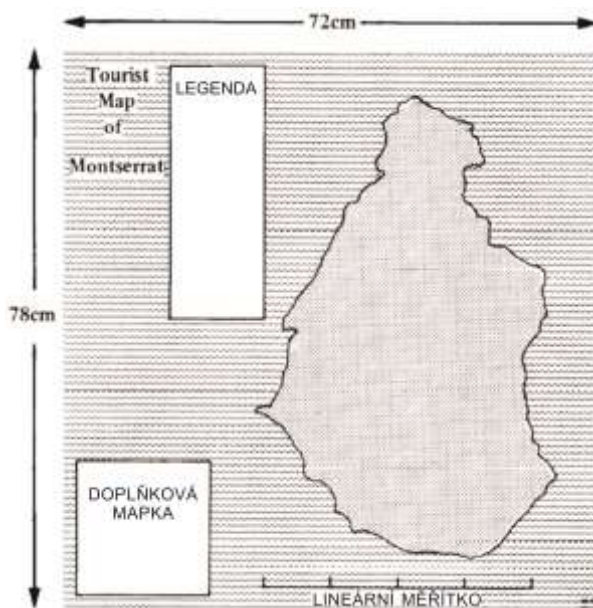 72cm
Tourist
Map
of
Montserrat
LEGENDA
78cm
DOPLŇKOVÁ
MAPKA
LINEÁRNÍ MĚŘÍTKO